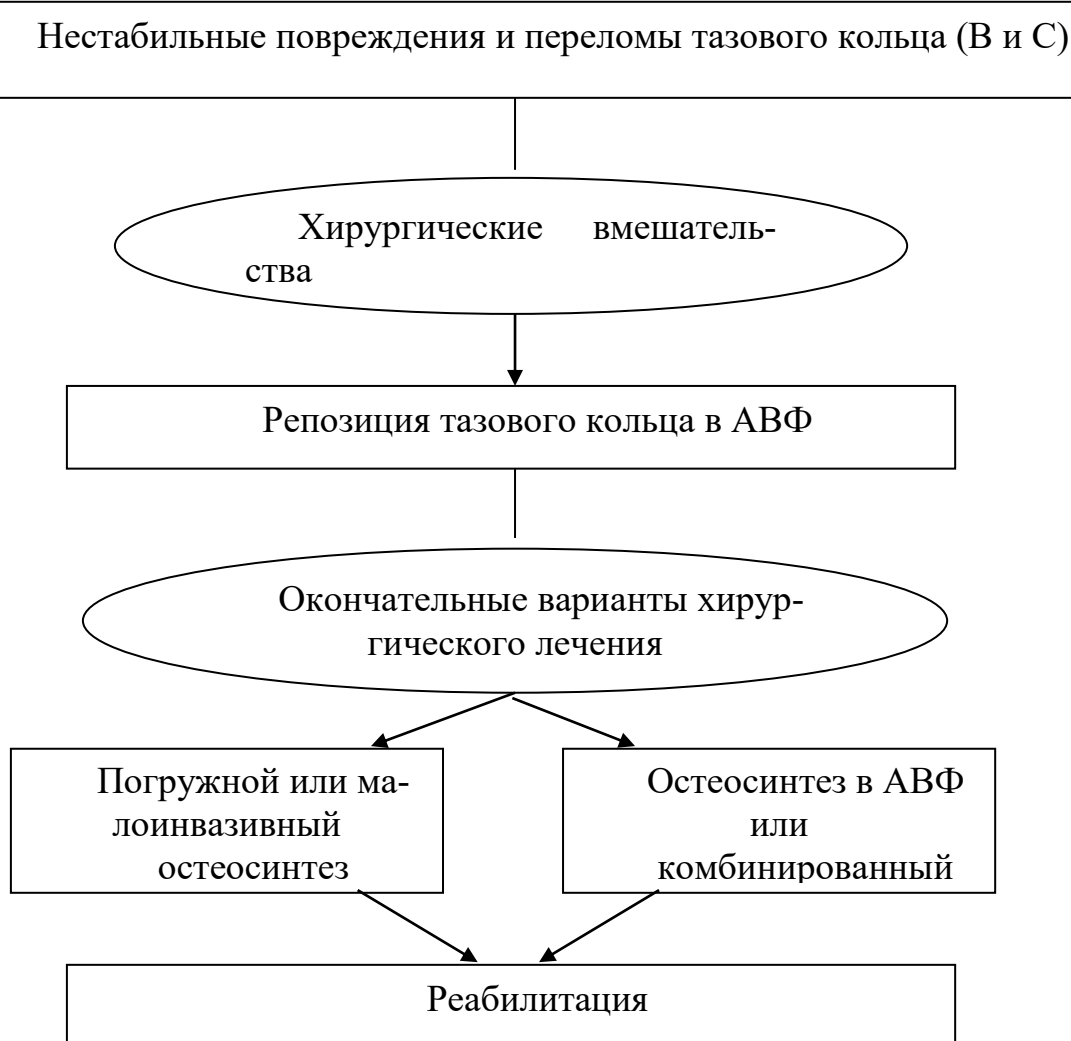 Нестабильные повреждения и переломы тазового кольца (В и С)
Хирургические вмешатель-
ства
Репозиция тазового кольца в АВФ
Окончательные варианты хирур-
гического лечения
Погружной или ма-
лоинвазивный
остеосинтез
Остеосинтез в АВФ
или
комбинированный
Реабилитация